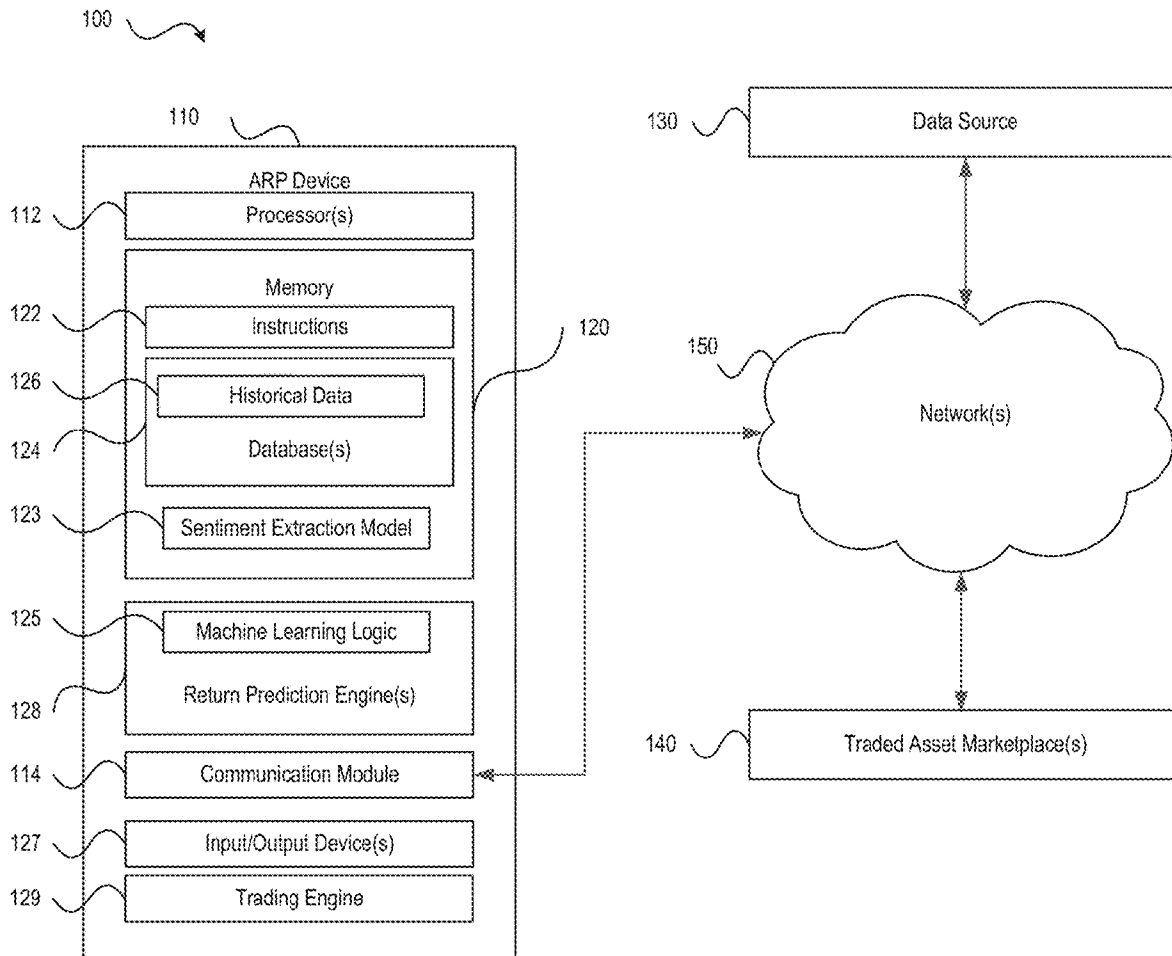 100
110
130
Data Source
ARP Device
112
Processor(s)
Memory
122
Instructions
120
150
126
Historical Data
Network(s)
124
Database(s)
123
Sentiment Extraction Model
125
Machine Learning Logic
Return Prediction Engine(s)
128
140
Traded Asset Marketplace(s)
114
Communication Module
127
Input/Output Device(s)
129
Trading Engine